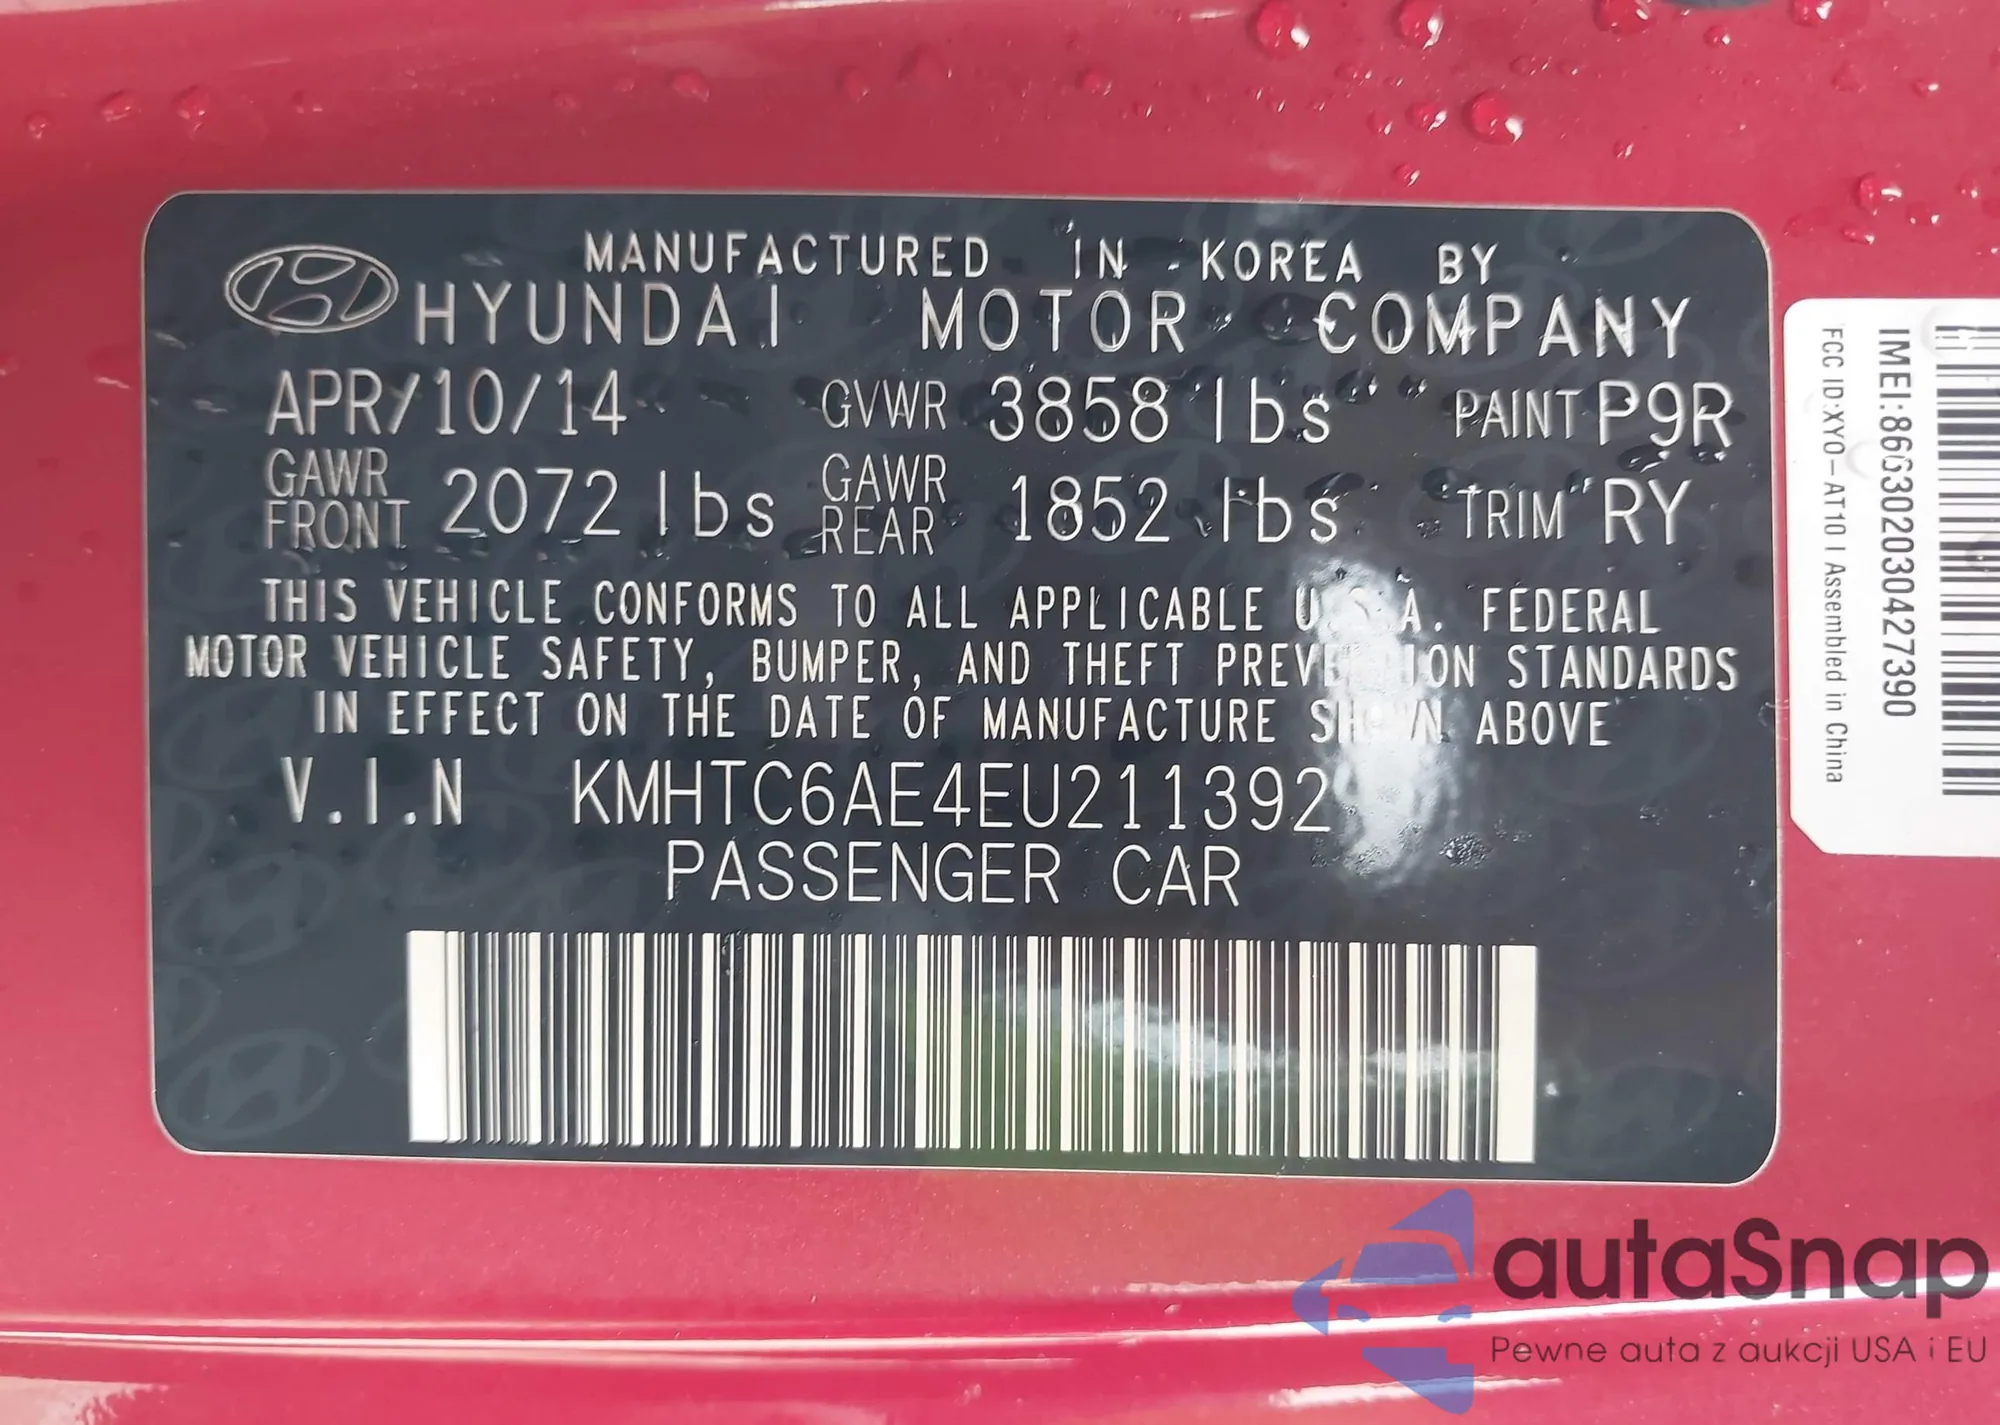 MANUFACTURED IN KOREA BY
HYUNDAI MOTOR COMPANY
APR/10/14 GVWR 3858 lbs PAINT P9R
GAWR FRONT 2072 lbs GAWR REAR 1852 lbs TRIM RY
THIS VEHICLE CONFORMS TO ALL APPLICABLE U.S.A. FEDERAL
MOTOR VEHICLE SAFETY, BUMPER, AND THEFT PREVENTION STANDARDS
IN EFFECT ON THE DATE OF MANUFACTURE SHOWN ABOVE
V.I.N KMHTC6AE4EU211392
PASSENGER CAR
IMEI:866302030427390
FCC ID:XYO-AT10 I Assembled in China
autaSnap
Pewne auta z aukcji USA i EU